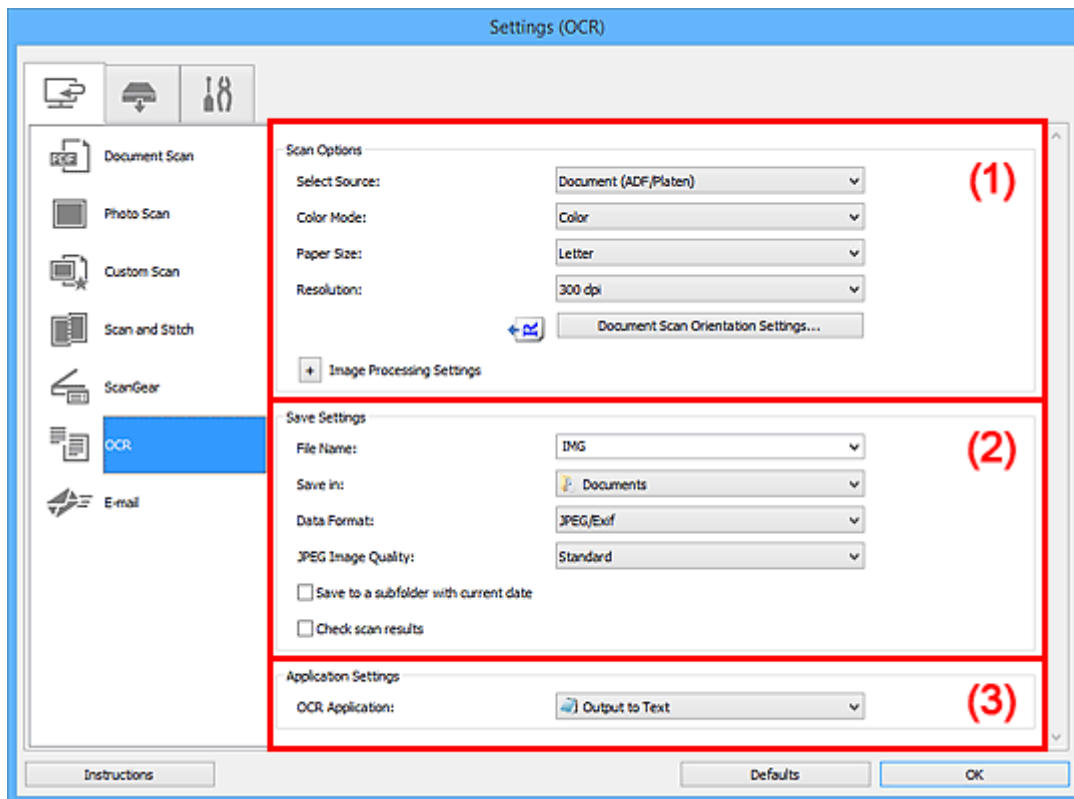 Settings (OCR)
PDF
Document Scan
Photo Scan
Custom Scan
Scan and Stitch
ScanGear
OCR
E-mail
Scan Options
(1)
Select Source: Document (ADF/Platen)
Color Mode: Color
Paper Size: Letter
Resolution: 300 dpi
R Document Scan Orientation Settings...
+ Image Processing Settings
Save Settings
(2)
File Name: IMG
Save in: Documents
Data Format: JPEG/Exif
JPEG Image Quality: Standard
Save to a subfolder with current date
Check scan results
Application Settings
(3)
OCR Application: Output to Text
Instructions Defaults OK